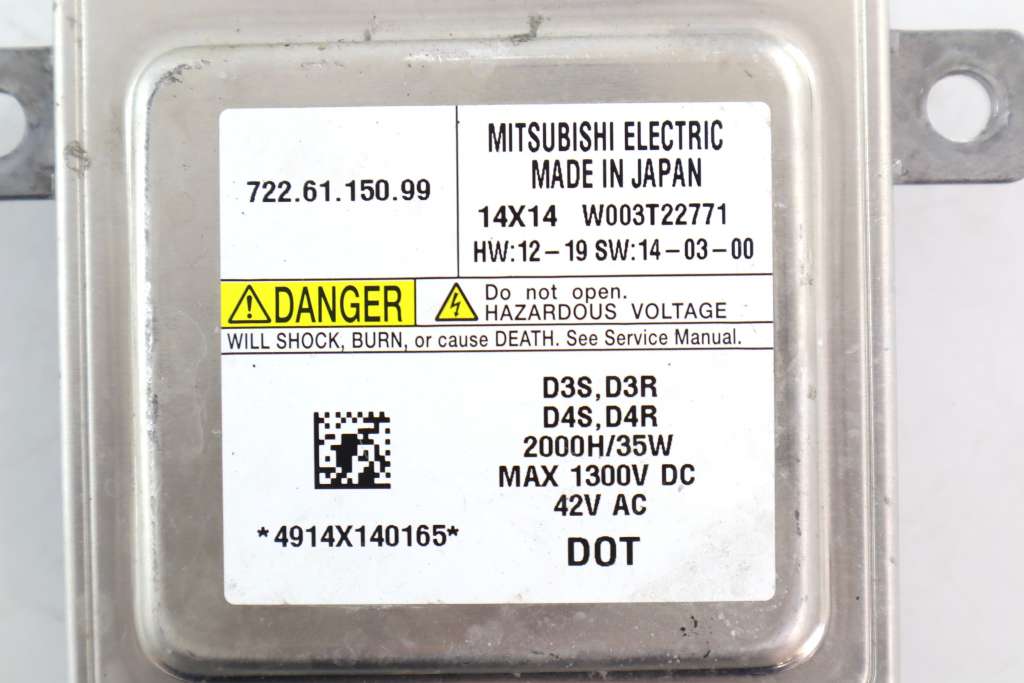 722.61.150.99
MITSUBISHI ELECTRIC
MADE IN JAPAN
14X14 W003T22771
HW:12-19 SW:14-03-00
DANGER
Do not open.
HAZARDOUS VOLTAGE
WILL SHOCK, BURN, or cause DEATH. See Service Manual.
D3S,D3R
D4S,D4R
2000H/35W
MAX 1300V DC
42V AC
*4914X140165*
DOT